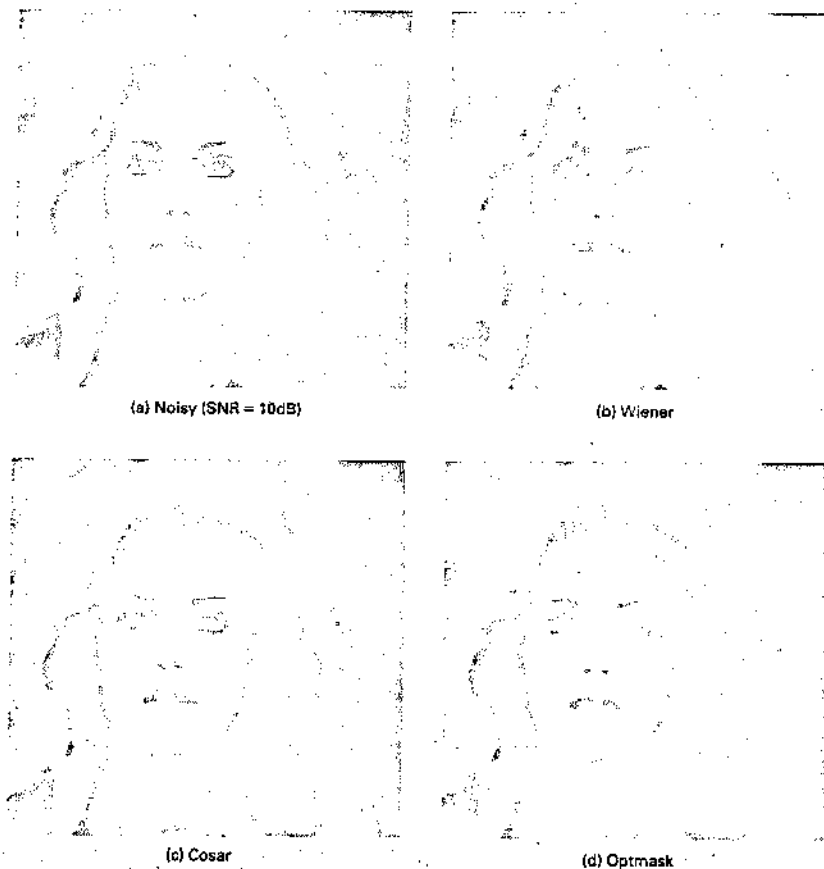 (a) Noisy (SNR = 10dB)
(b) Wiener
(c) Cosar
(d) Optmask